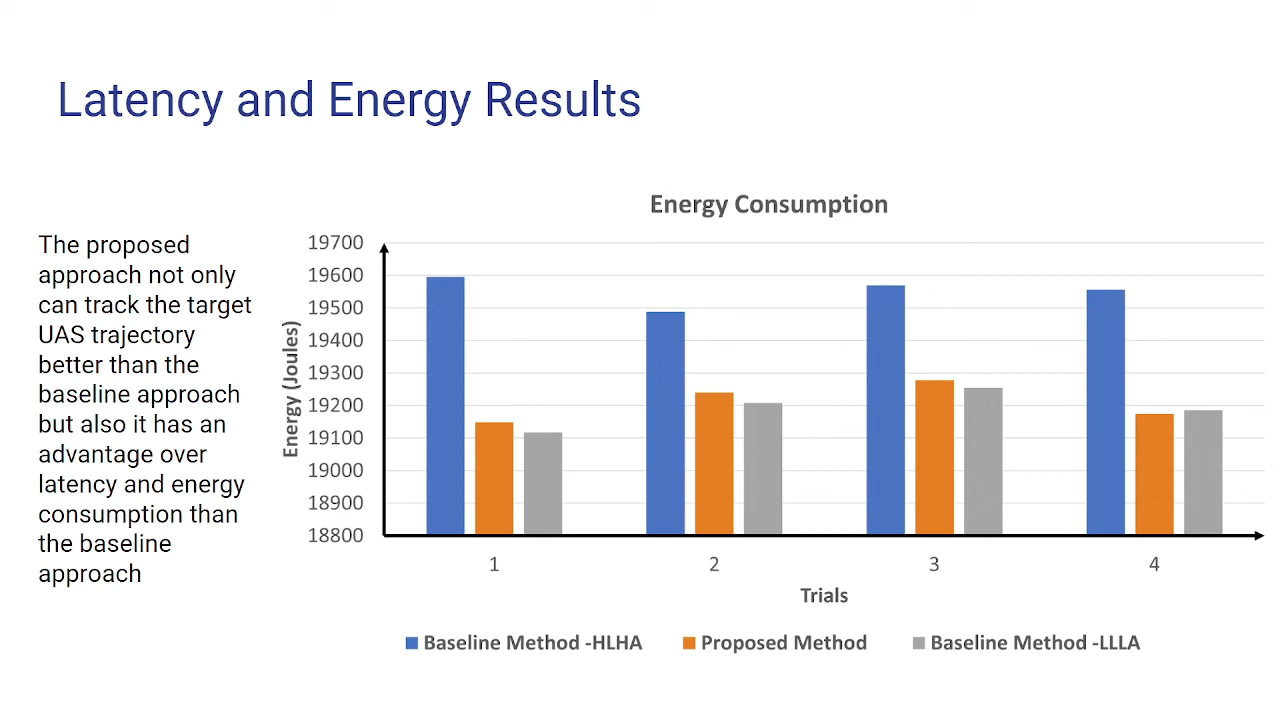 Latency and Energy Results
The proposed
approach not only
can track the target
UAS trajectory
better than the
baseline approach
but also it has an
advantage over
latency and energy
consumption than
the baseline
approach
Energy Consumption
Energy (Joules)
19700
19600
19500
19400
19300
19200
19100
19000
18900
18800
1 2 3 4
Trials
Baseline Method -HLHA Proposed Method Baseline Method -LLLA